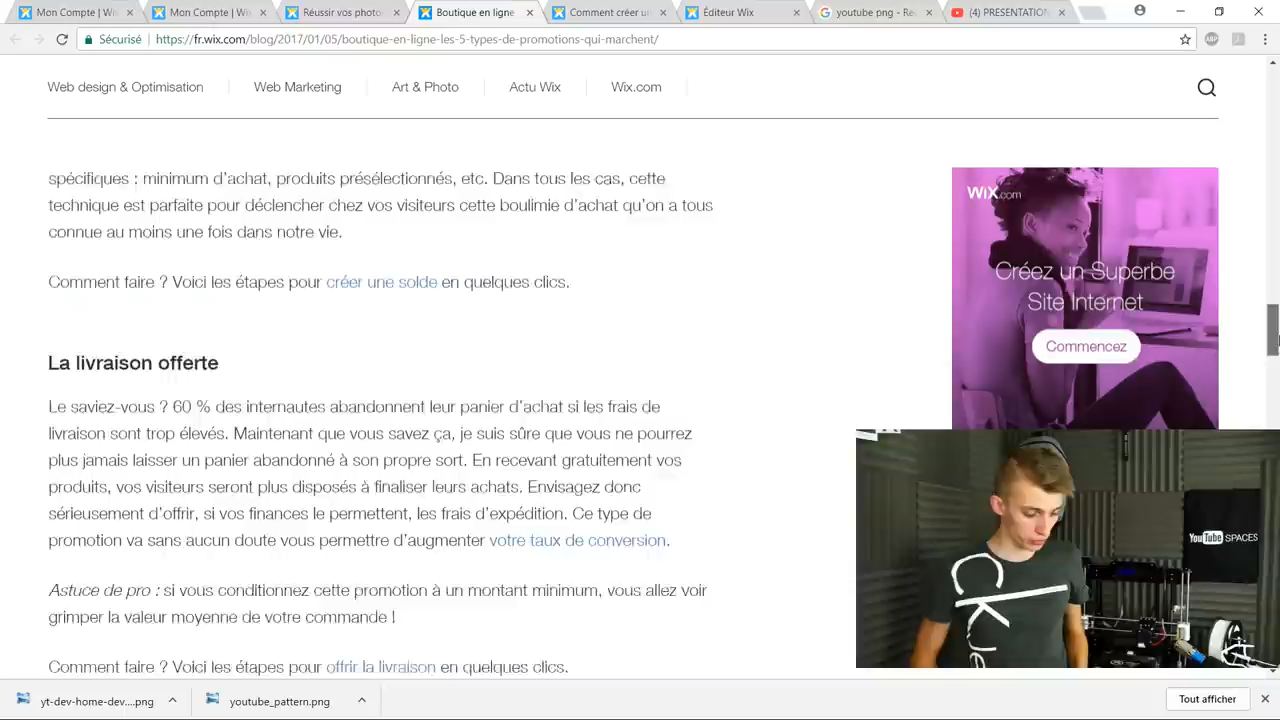 Mon Compte | W
Mon Compte | W
Réussir vos photo
Boutique en ligne
Comment créer u
Éditeur Wix
youtube png - R
(4) PRESENTATION
Sécurisé
https://fr.wix.com/blog/2017/01/05/boutique-en-ligne-les-5-types-de-promotions-qui-marchent/
ABP
Web design & Optimisation
Web Marketing
Art & Photo
Actu Wix
Wix.com
spécifiques : minimum d'achat, produits présélectionnés, etc. Dans tous les cas, cette
technique est parfaite pour déclencher chez vos visiteurs cette boulimie d'achat qu'on a tous
connue au moins une fois dans notre vie.
Comment faire ? Voici les étapes pour créer une solde en quelques clics.
La livraison offerte
Le saviez-vous ? 60 % des internautes abandonnent leur panier d'achat si les frais de
livraison sont trop élevés. Maintenant que vous savez ça, je suis sûre que vous ne pourrez
plus jamais laisser un panier abandonné à son propre sort. En recevant gratuitement vos
produits, vos visiteurs seront plus disposés à finaliser leurs achats. Envisagez donc
sérieusement d'offrir, si vos finances le permettent, les frais d'expédition. Ce type de
promotion va sans aucun doute vous permettre d'augmenter votre taux de conversion.
Astuce de pro : si vous conditionnez cette promotion à un montant minimum, vous allez voir
grimper la valeur moyenne de votre commande !
Comment faire ? Voici les étapes pour offrir la livraison en quelques clics.
WiX.com
Créez un Superbe
Site Internet
Commencez
YouTube SPACES
yt-dev-home-dev....png
youtube_pattern.png
Tout afficher